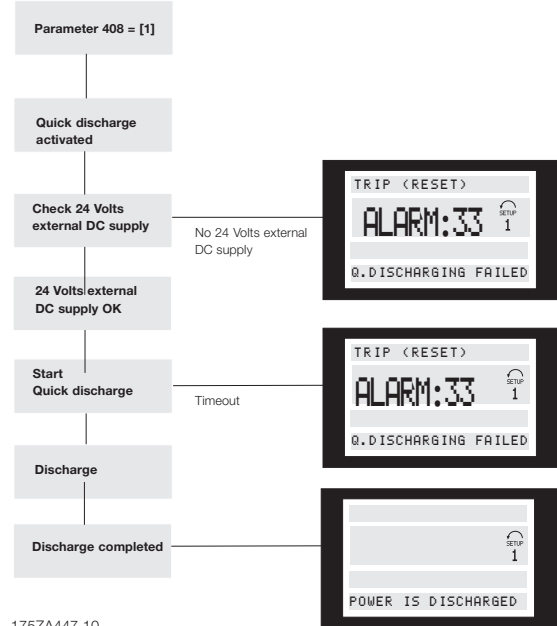 Parameter 408 = [1]
Quick discharge
activated
Check 24 Volts
external DC supply
No 24 Volts external
DC supply
TRIP (RESET)
ALARM:33
SETUP
1
Q.DISCHARGING FAILED
24 Volts external
DC supply OK
Start
Quick discharge
Timeout
TRIP (RESET)
ALARM:33
SETUP
1
Q.DISCHARGING FAILED
Discharge
Discharge completed
SETUP
1
POWER IS DISCHARGED
175ZA447.10